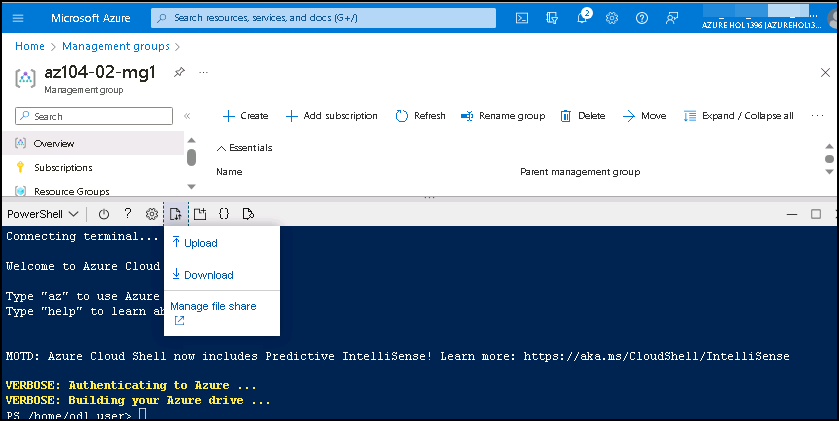 Microsoft Azure
Search resources, services, and docs (G+/)
2
AZURE HOL 1396 (AZUREHOL13...
Home > Management groups >
az104-02-mg1
Management group
Search
Create
Add subscription
Refresh
Rename group
Delete
Move
Expand / Collapse all
Overview
Subscriptions
Resource Groups
Essentials
Name
Parent management group
PowerShell
Upload
Download
Manage file share
Connecting terminal...
Welcome to Azure Cloud
Type "az" to use Azure
Type "help" to learn ab
MOTD: Azure Cloud Shell now includes Predictive IntelliSense! Learn more: https://aka.ms/CloudShell/IntelliSense
VERBOSE: Authenticating to Azure ...
VERBOSE: Building your Azure drive ...
PS /home/odl_user>